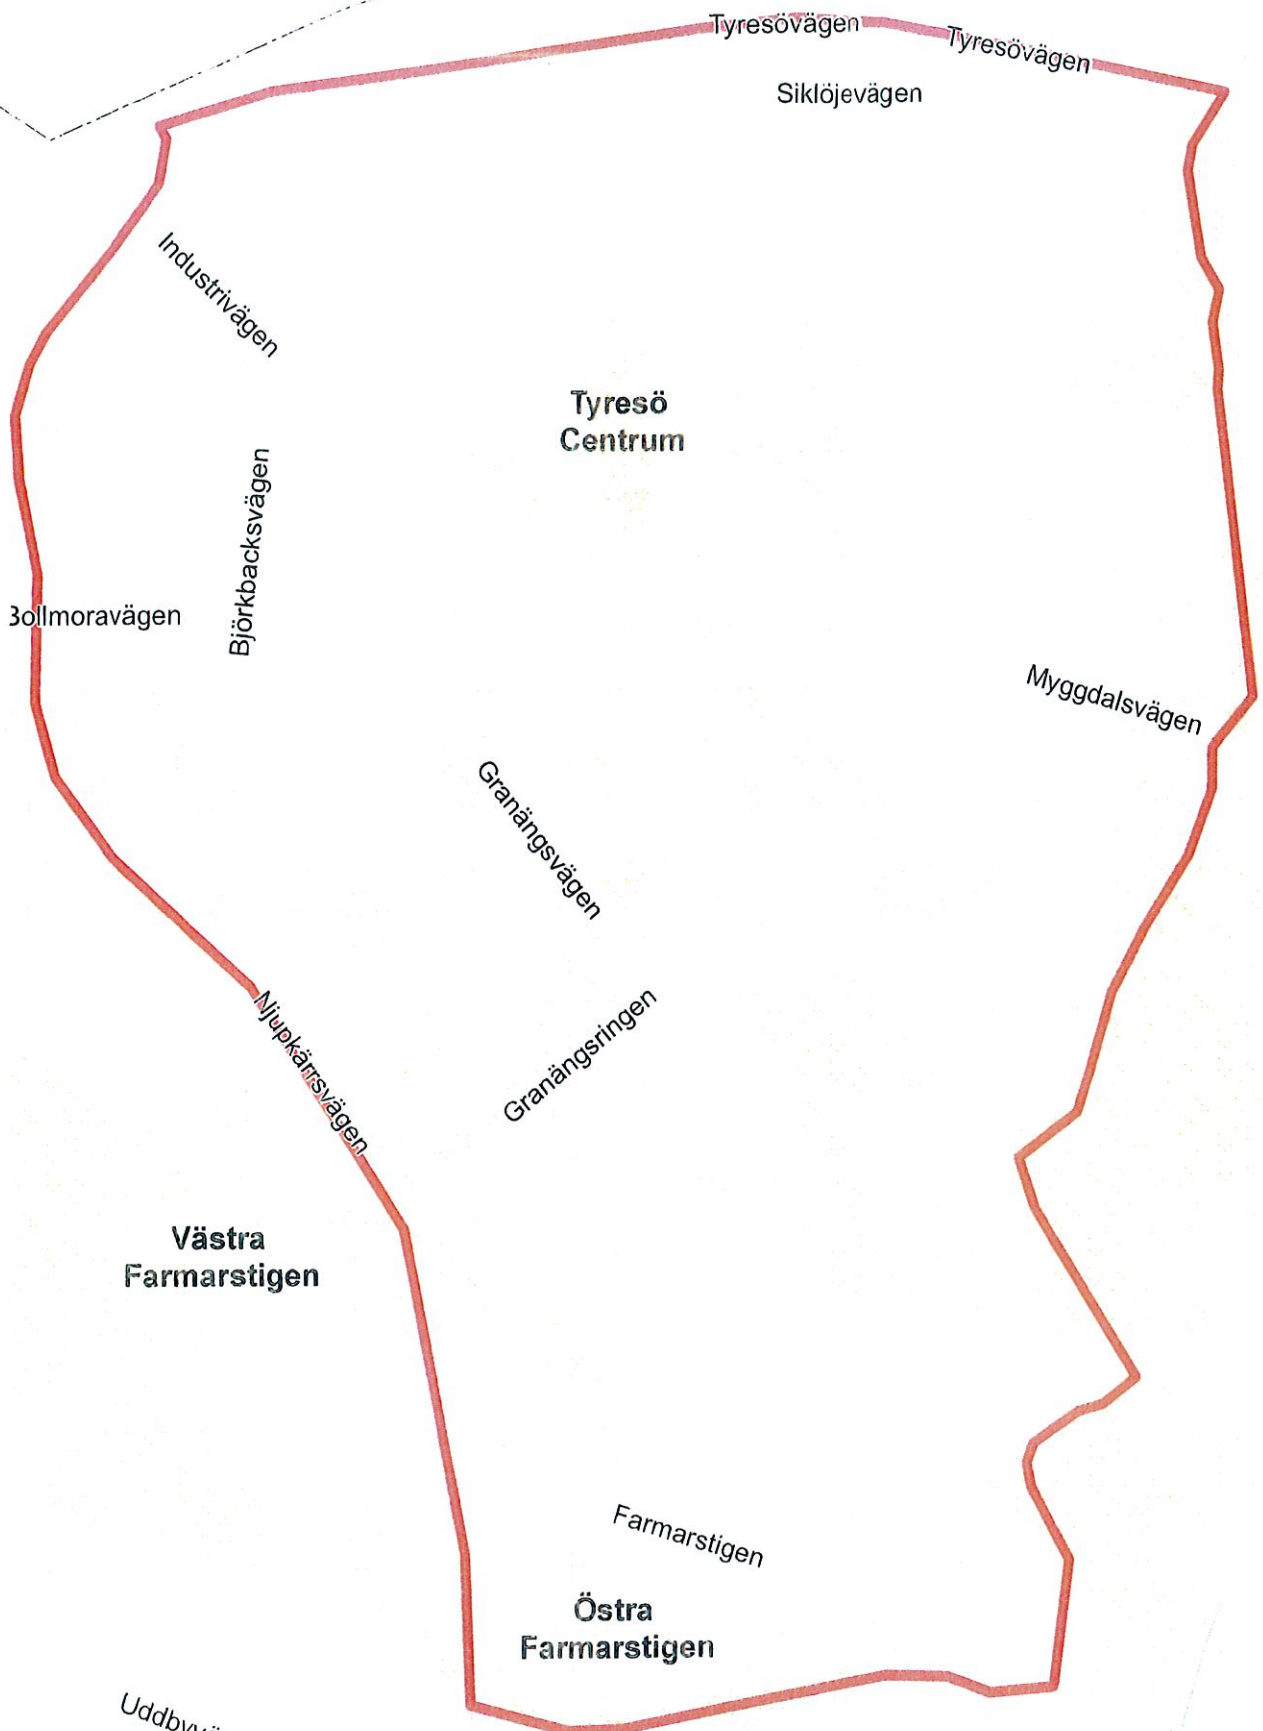 Tyresövägen
Tyresövägen
Siklöjevägen
Industrivägen
Tyresö
Centrum
Björkbacksvägen
Bollmoravägen
Myggdalsvägen
Granängsvägen
Granängsringen
Njupkärrsvägen
Västra
Farmarstigen
Farmarstigen
Östra
Farmarstigen